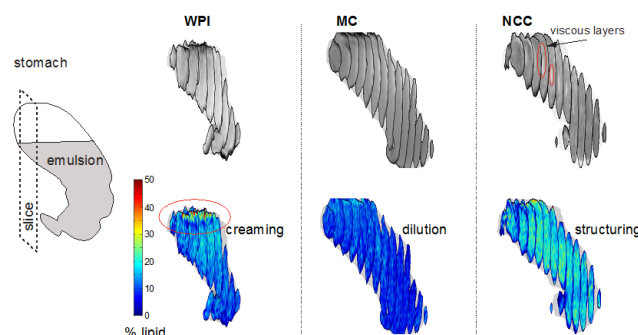 WPI
MC
NCC
viscous layers
stomach
emulsion
slice
50
40
30
20
10
0
% lipid
creaming
dilution
structuring